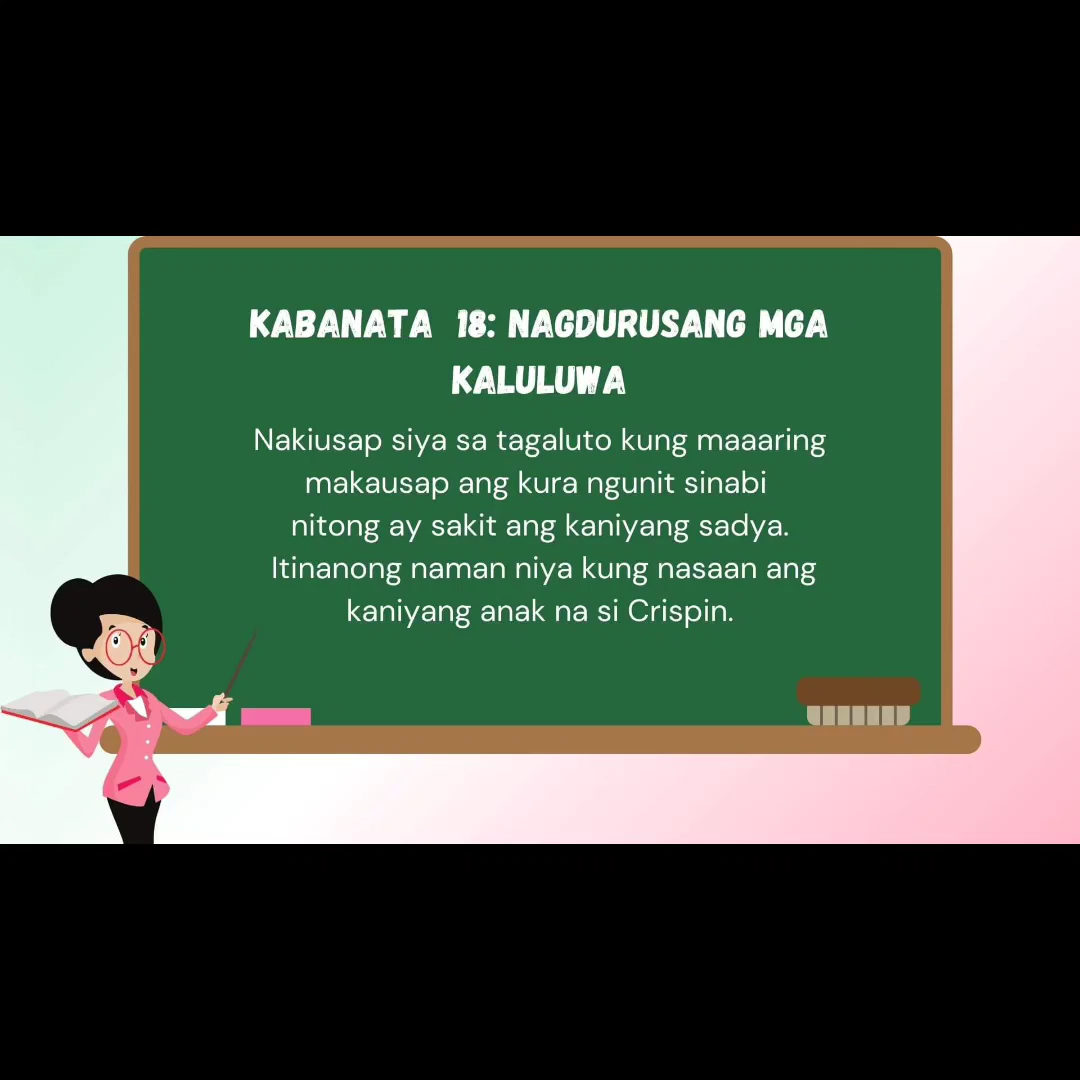 KABANATA 18: NAGDURUSANG MGA
KALULUWA
Nakiusap siya sa tagaluto kung maaaring
makausap ang kura ngunit sinabi
nitong ay sakit ang kaniyang sadya.
Itinanong naman niya kung nasaan ang
kaniyang anak na si Crispin.